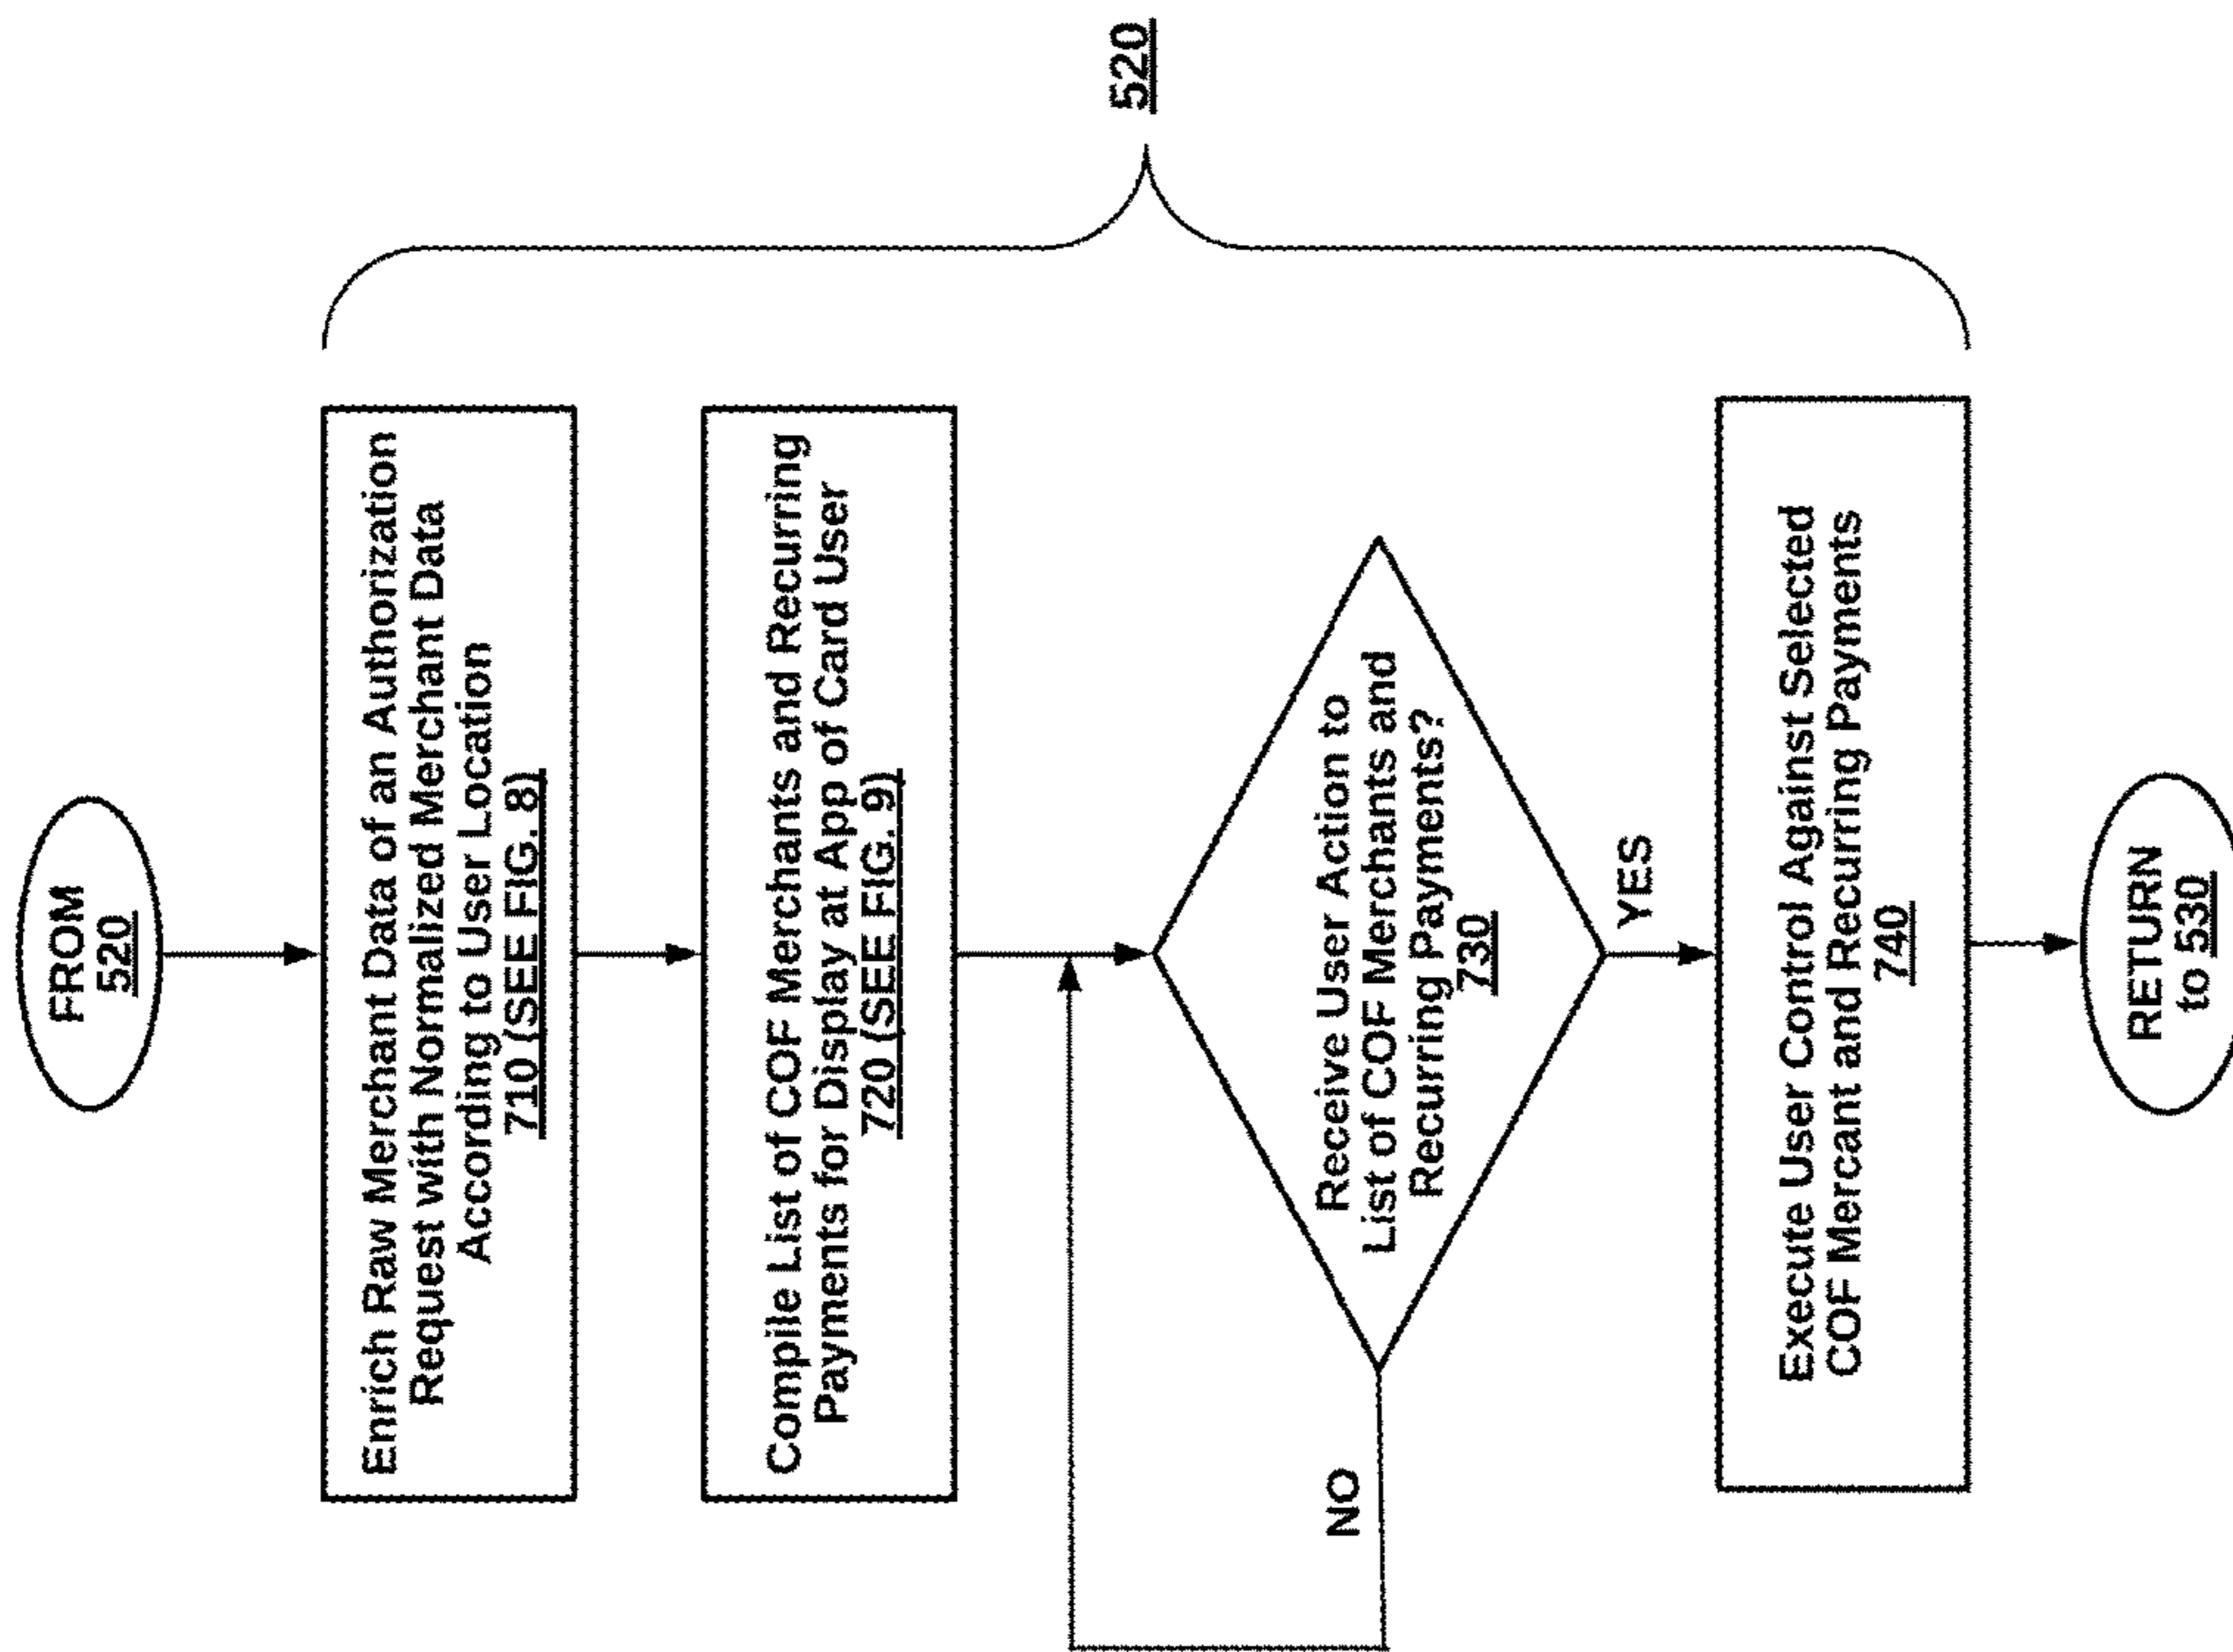 FROM
520
Enrich Raw Merchant Data of an Authorization
Request with Normalized Merchant Data
According to User Location
710 (SEE FIG. 8)
Compile List of COF Merchants and Recurring
Payments for Display at App of Card User
720 (SEE FIG. 9)
Receive User Action to
List of COF Merchants and
Recurring Payments?
730
NO
YES
Execute User Control Against Selected
COF Mercant and Recurring Payments
740
RETURN
to 530
520